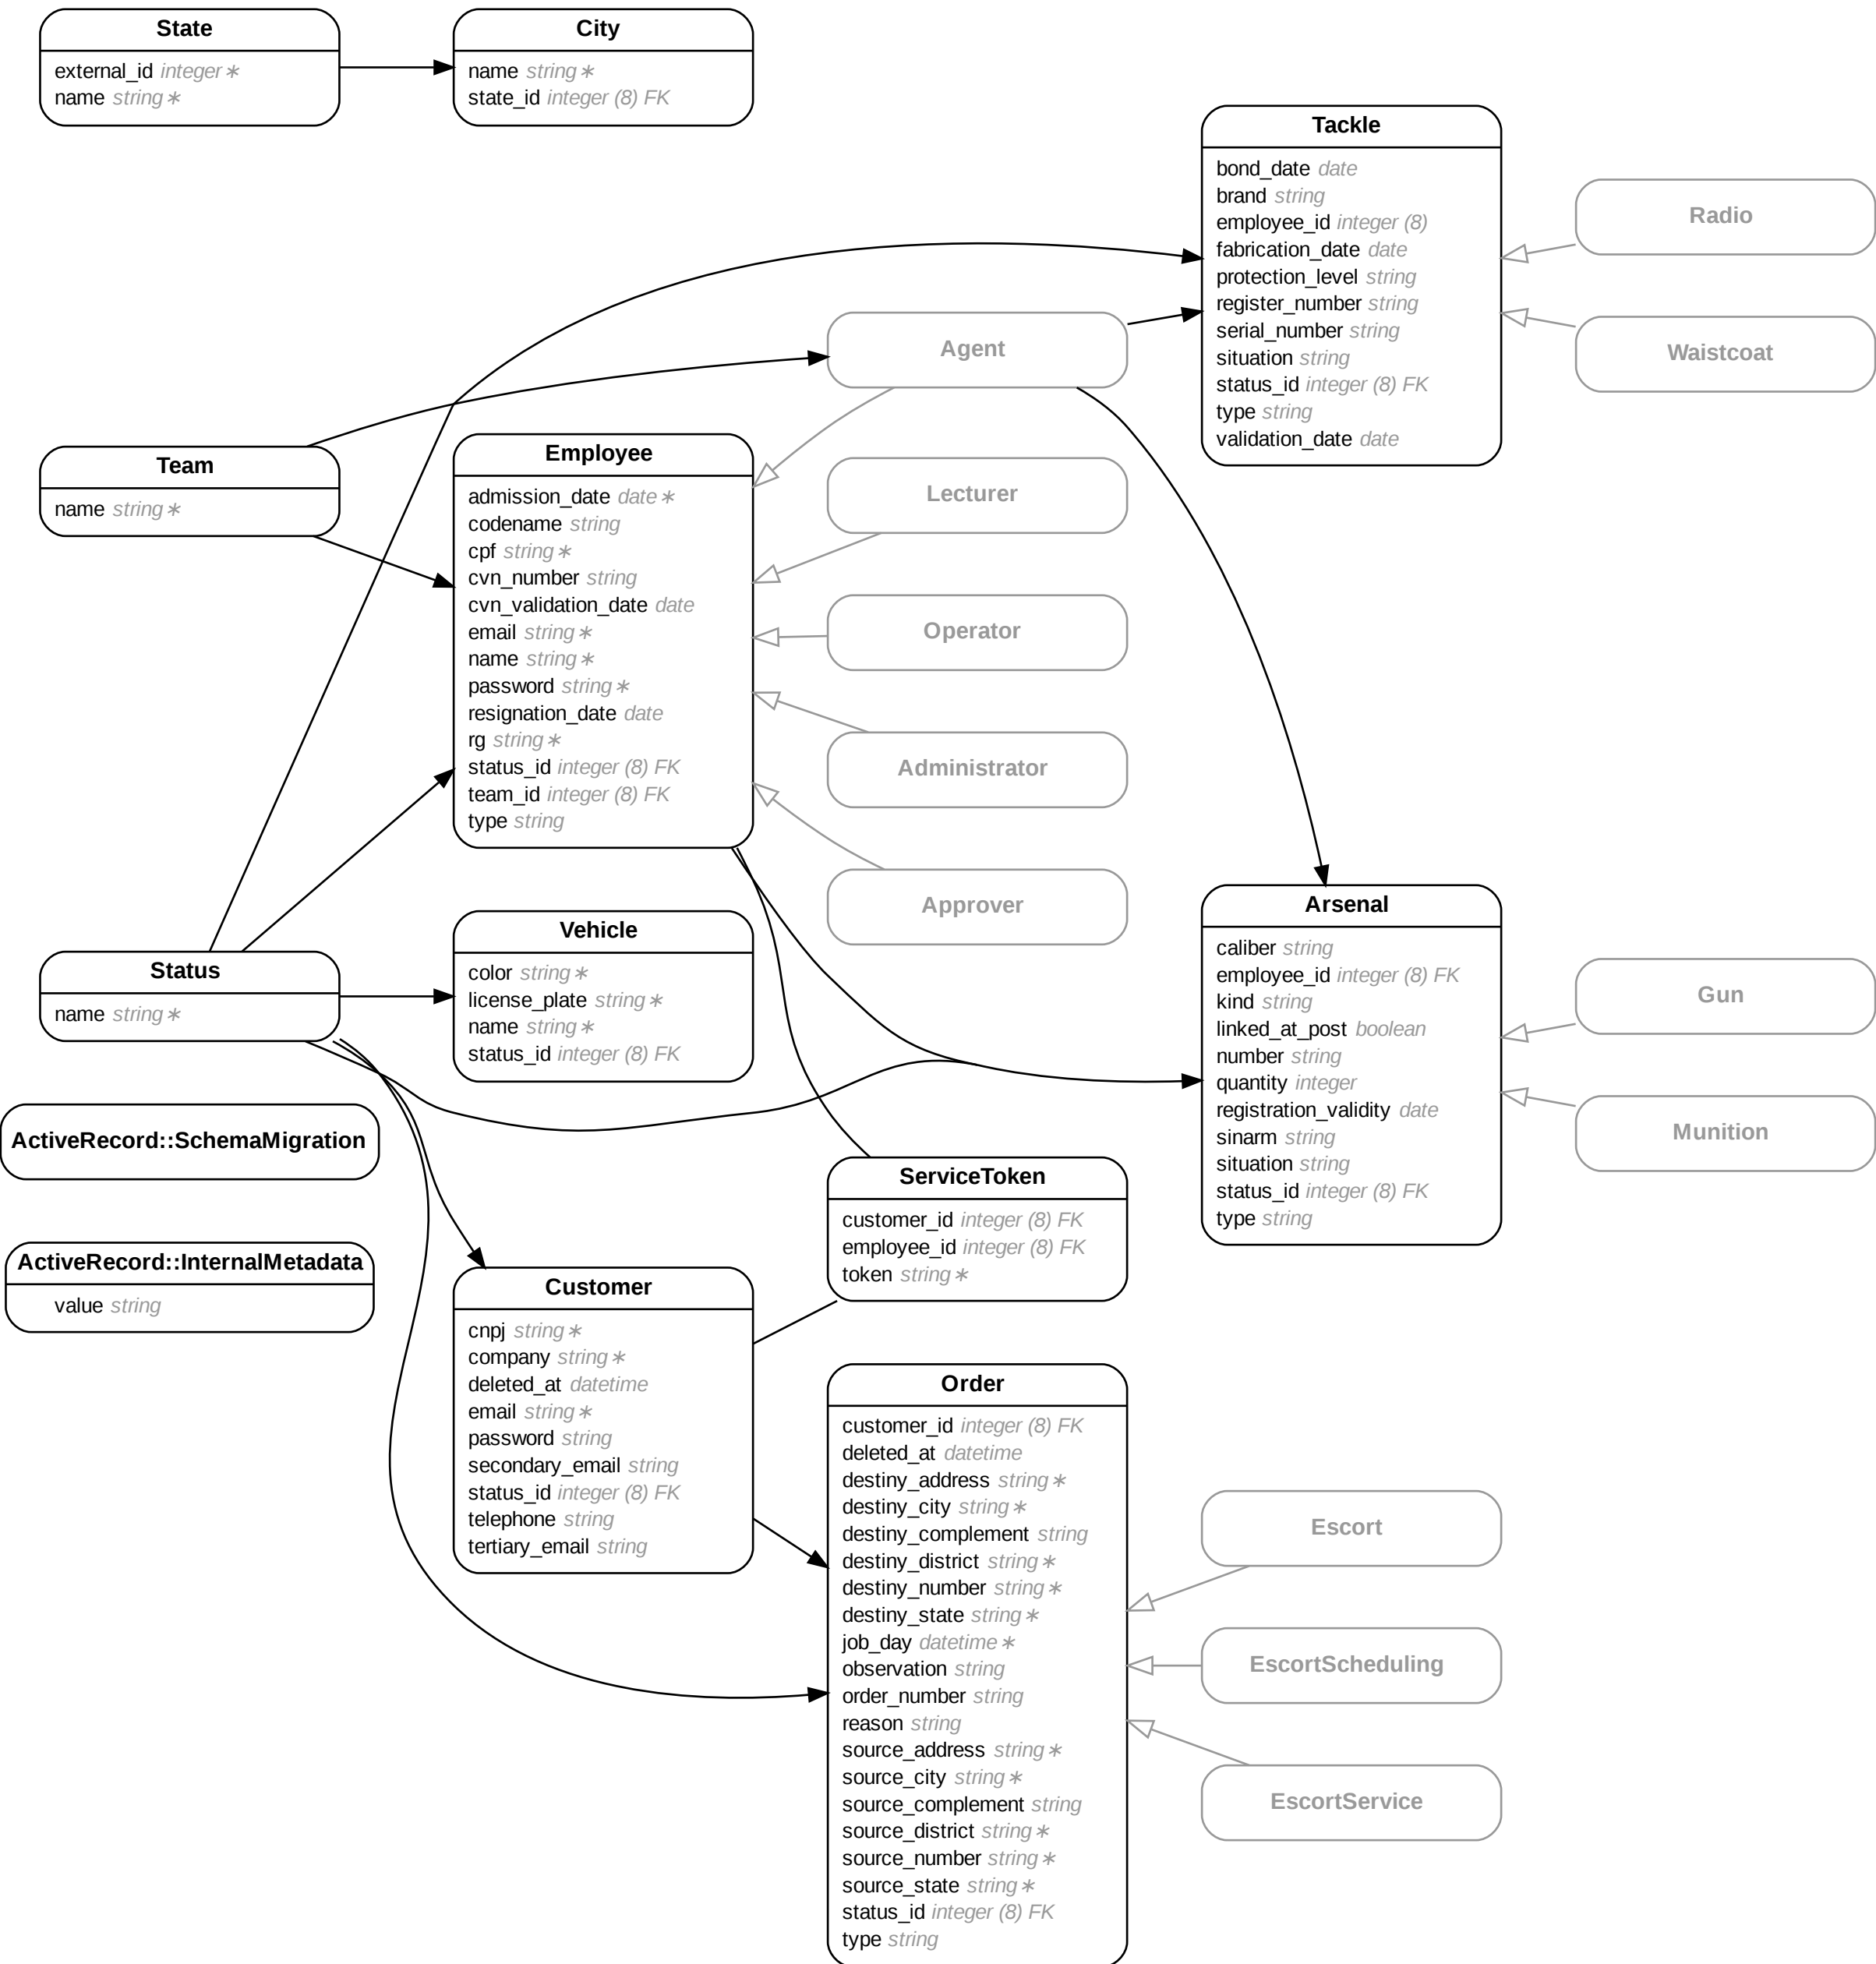 State
external_id integer∗
name string∗
City
name string∗
state_id integer (8) FK
Tackle
bond_date date
brand string
employee_id integer (8)
fabrication_date date
protection_level string
register_number string
serial_number string
situation string
status_id integer (8) FK
type string
validation_date date
Radio
Waistcoat
Agent
Team
name string∗
Employee
admission_date date∗
codename string
cpf string∗
cvn_number string
cvn_validation_date date
email string∗
name string∗
password string∗
resignation_date date
rg string∗
status_id integer (8) FK
team_id integer (8) FK
type string
Lecturer
Operator
Administrator
Approver
Status
name string∗
Vehicle
color string∗
license_plate string∗
name string∗
status_id integer (8) FK
Arsenal
caliber string
employee_id integer (8) FK
kind string
linked_at_post boolean
number string
quantity integer
registration_validity date
sinarm string
situation string
status_id integer (8) FK
type string
Gun
Munition
ActiveRecord::SchemaMigration
ActiveRecord::InternalMetadata
value string
ServiceToken
customer_id integer (8) FK
employee_id integer (8) FK
token string∗
Customer
cnpj string∗
company string∗
deleted_at datetime
email string∗
password string
secondary_email string
status_id integer (8) FK
telephone string
tertiary_email string
Order
customer_id integer (8) FK
deleted_at datetime
destiny_address string∗
destiny_city string∗
destiny_complement string
destiny_district string∗
destiny_number string∗
destiny_state string∗
job_day datetime∗
observation string
order_number string
reason string
source_address string∗
source_city string∗
source_complement string
source_district string∗
source_number string∗
source_state string∗
status_id integer (8) FK
type string
Escort
EscortScheduling
EscortService